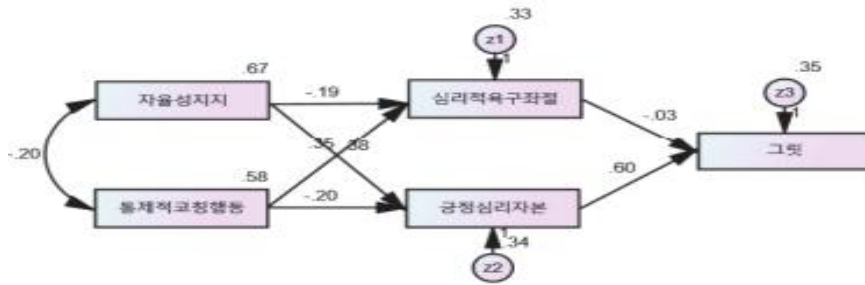 .33
z1
1
.67
.35
자율성지지
-.19
심리적욕구좌절
z3
1
-.03
-.20
.35
.38
그릿
.58
.60
통제적코칭행동
-.20
긍정심리자본
1
.34
z2